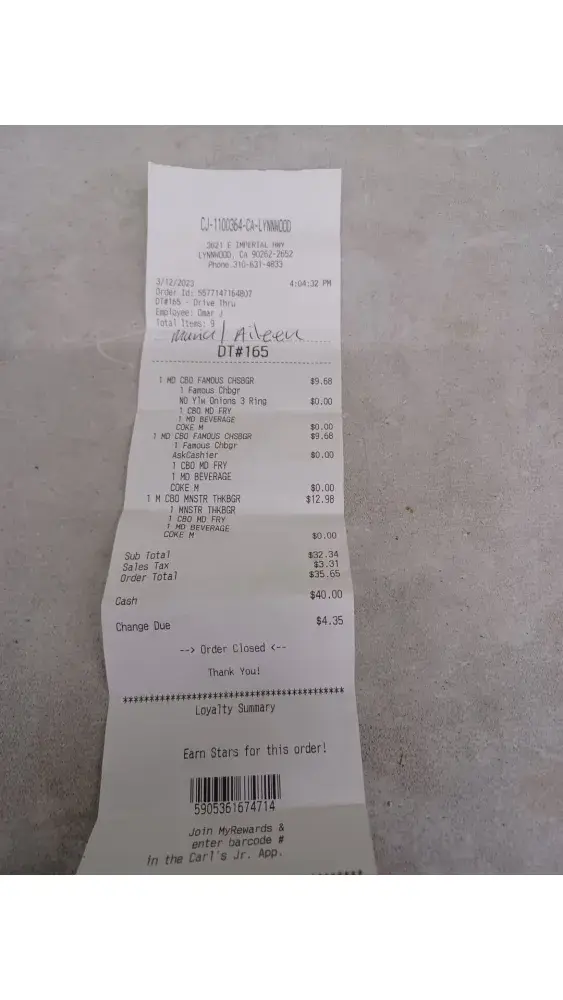 CJ-1100364-CA-LYNNWOOD
3821 E IMPERIAL HWY
LYNNWOOD, CA 90262-2652
Phone 310-631-4833
3/12/2023 4:04:32 PM
Order Id: 5577147164807
DT#165 - Drive Thru
Employee: Omar J
Total Items: 9
Aileen
DT#165
1 MD CBO FAMOUS CHSBGR $9.68
1 Famous Chbgr
NO Ylw Onions 3 Ring $0.00
1 CBO MD FRY
1 MD BEVERAGE
COKE M $0.00
1 MD CBO FAMOUS CHSBGR $9.68
1 Famous Chbgr
AskCashier $0.00
1 CBO MD FRY
1 MD BEVERAGE
COKE M $0.00
1 M CBO MNSTR THKBGR $12.98
1 MNSTR THKBGR
1 CBO MD FRY
1 MD BEVERAGE
COKE M $0.00
Sub Total $32.34
Sales Tax $3.31
Order Total $35.65
Cash $40.00
Change Due $4.35
--> Order Closed <--
Thank You!
****************************************
Loyalty Summary
Earn Stars for this order!
5905361674714
Join MyRewards &
enter barcode #
In the Carl's Jr. App.